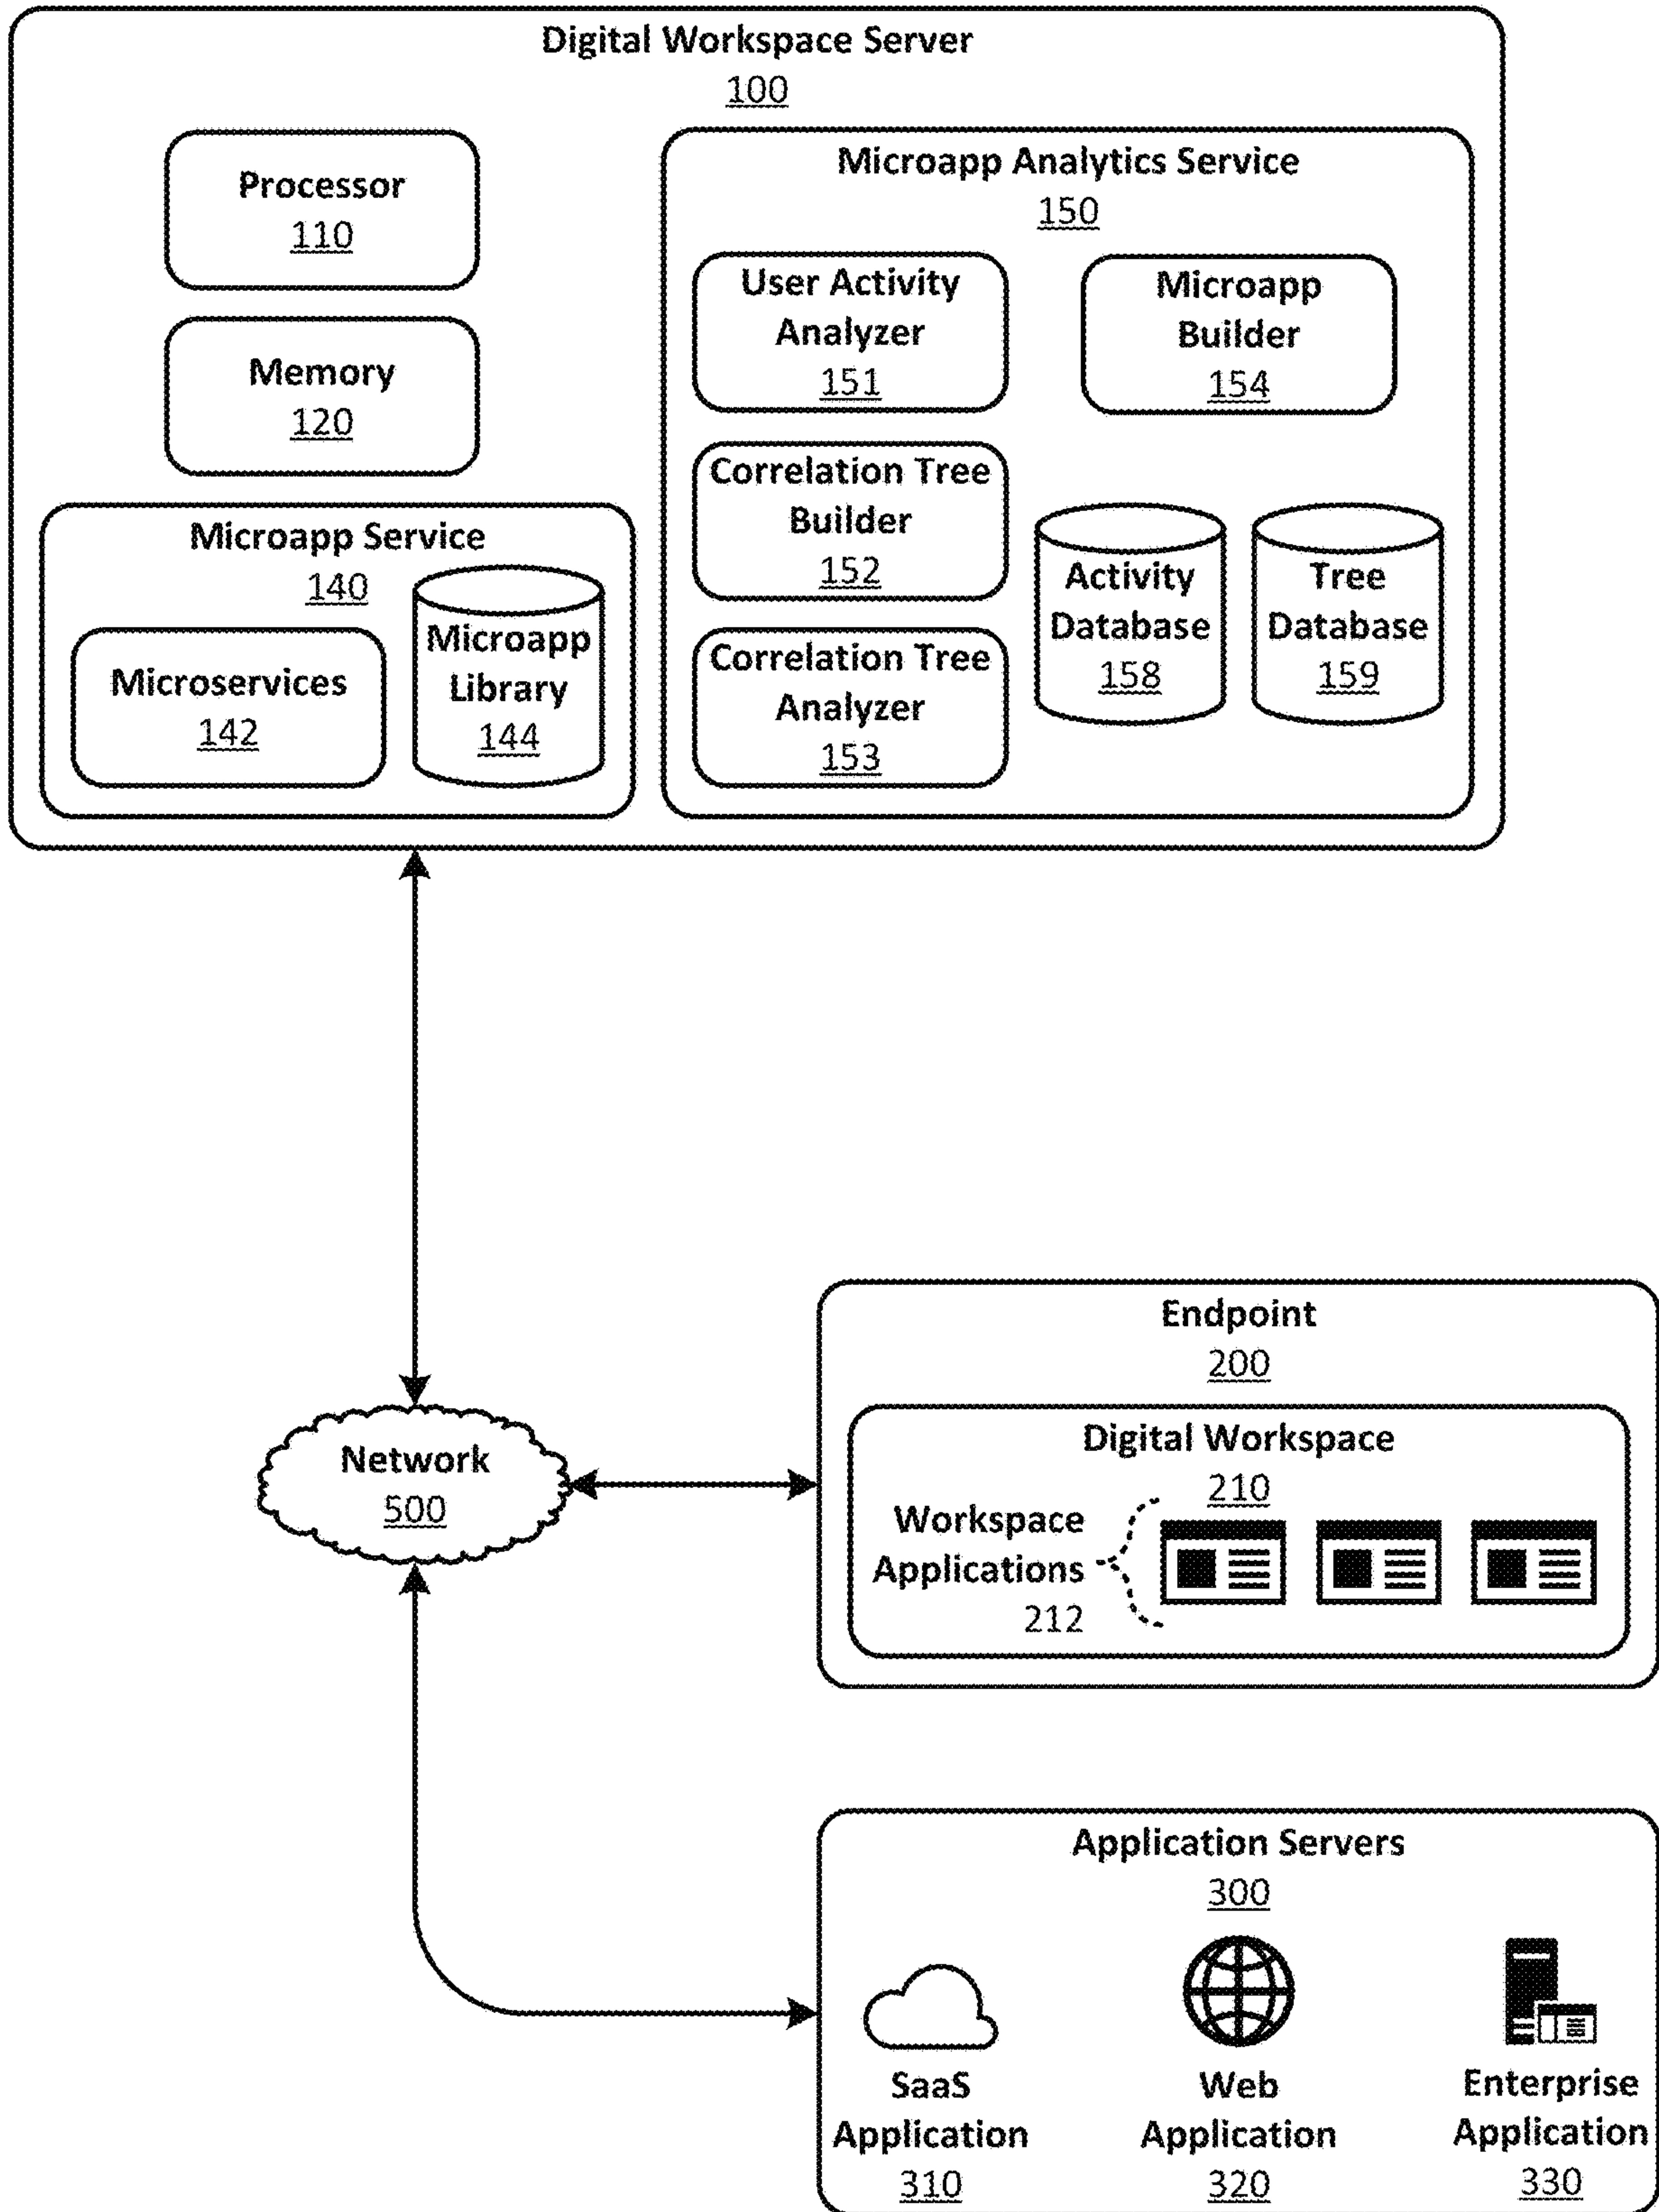 Digital Workspace Server
100
Processor
110
Memory
120
Microapp Service
140
Microservices
142
Microapp
Library
144
Microapp Analytics Service
150
User Activity
Analyzer
151
Microapp
Builder
154
Correlation Tree
Builder
152
Correlation Tree
Analyzer
153
Activity
Database
158
Tree
Database
159
Network
500
Endpoint
200
Digital Workspace
210
Workspace
Applications
212
Application Servers
300
SaaS
Application
310
Web
Application
320
Enterprise
Application
330